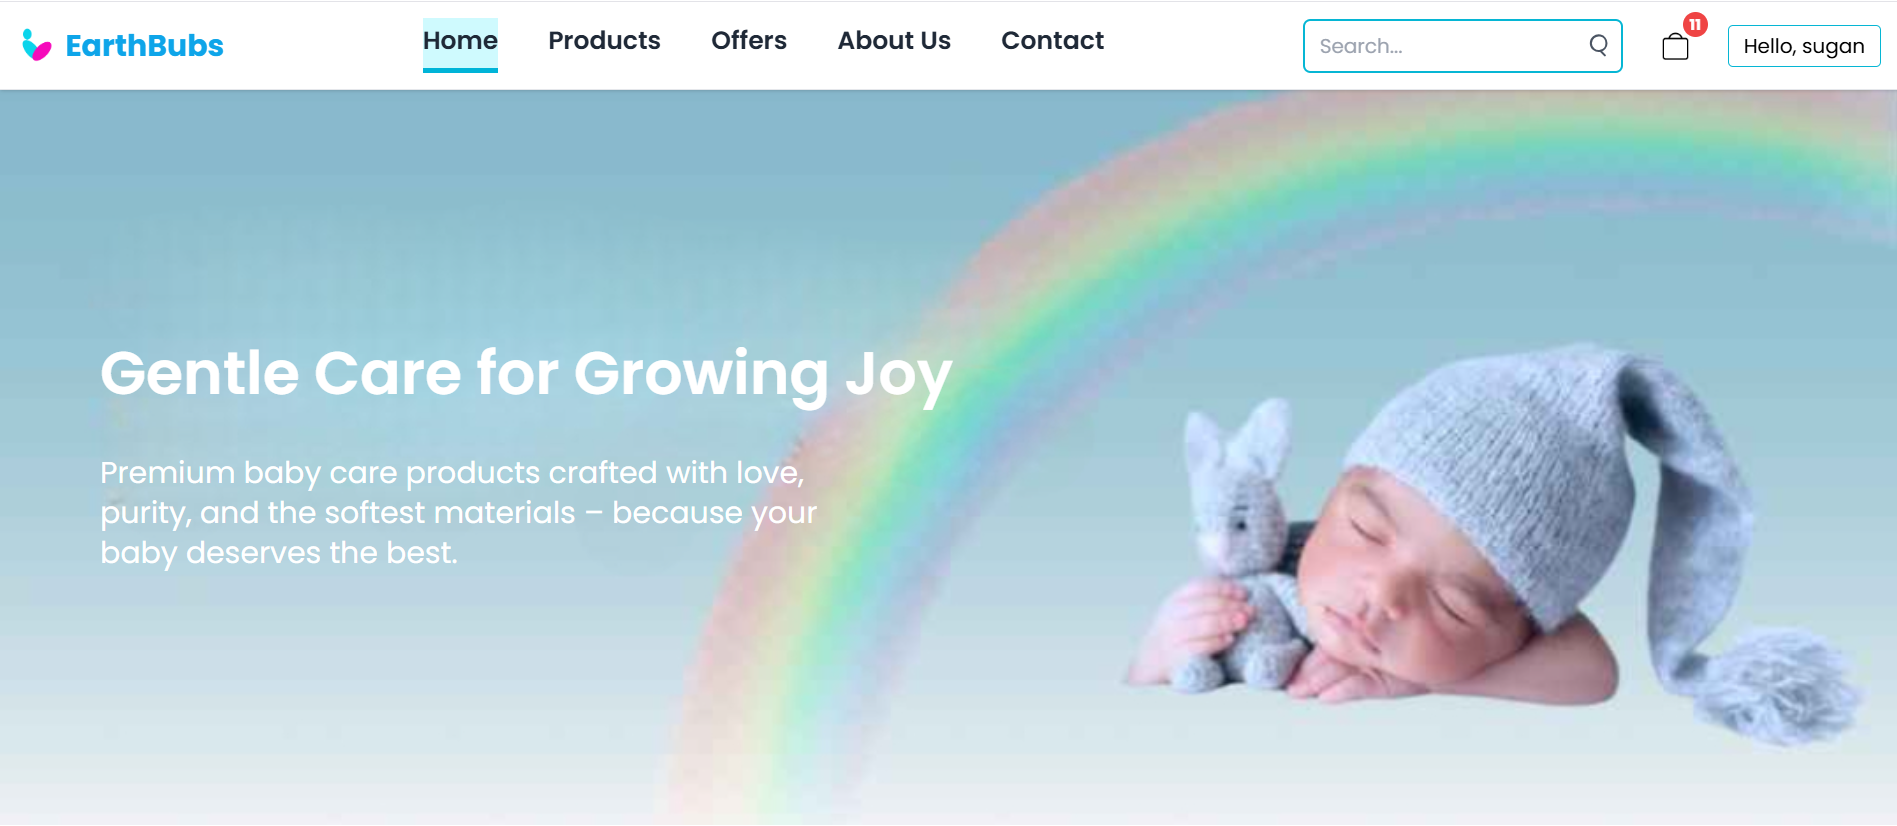 EarthBubs
Home
Products
Offers
About Us
Contact
Search...
11
Hello, sugan
Gentle Care for Growing Joy
Premium baby care products crafted with love,
purity, and the softest materials – because your
baby deserves the best.